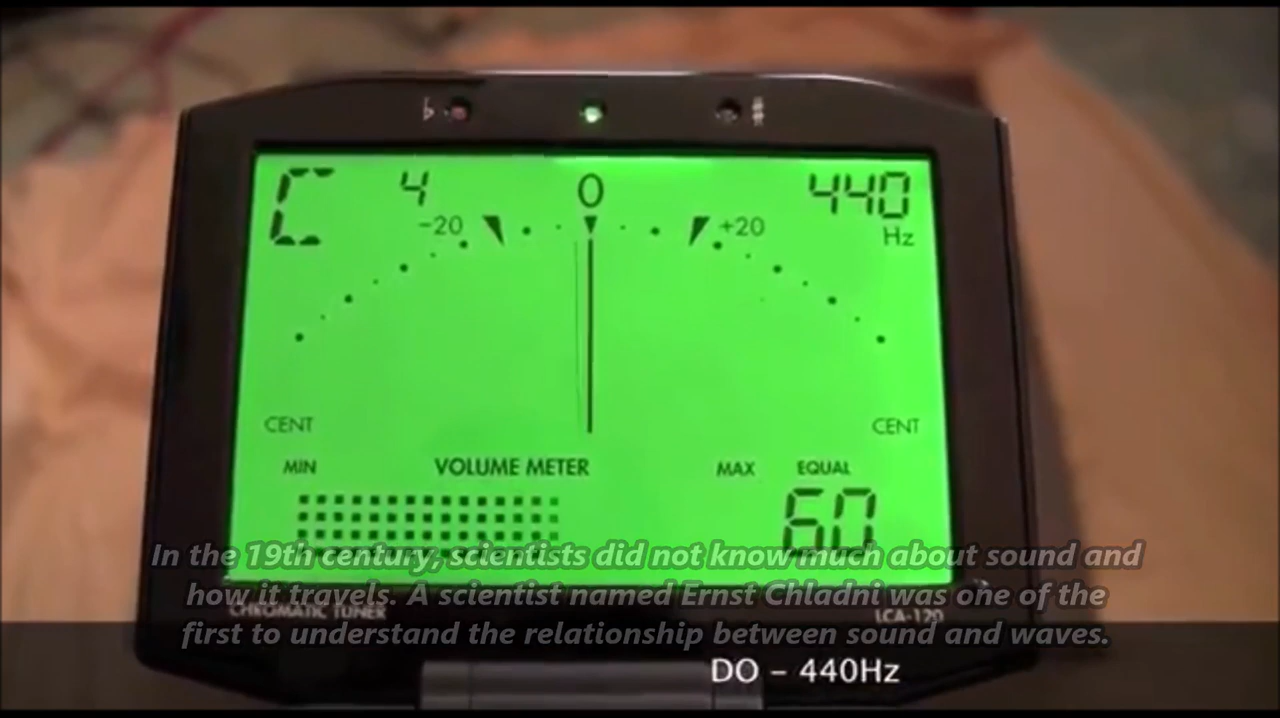 ♭ ♯
C 4 0 440
-20 +20
Hz
CENT CENT
MIN VOLUME METER MAX EQUAL
60
In the 19th century, scientists did not know much about sound and
how it travels. A scientist named Ernst Chladni was one of the
first to understand the relationship between sound and waves.
CHROMATIC TUNER LCA-120
DO - 440Hz